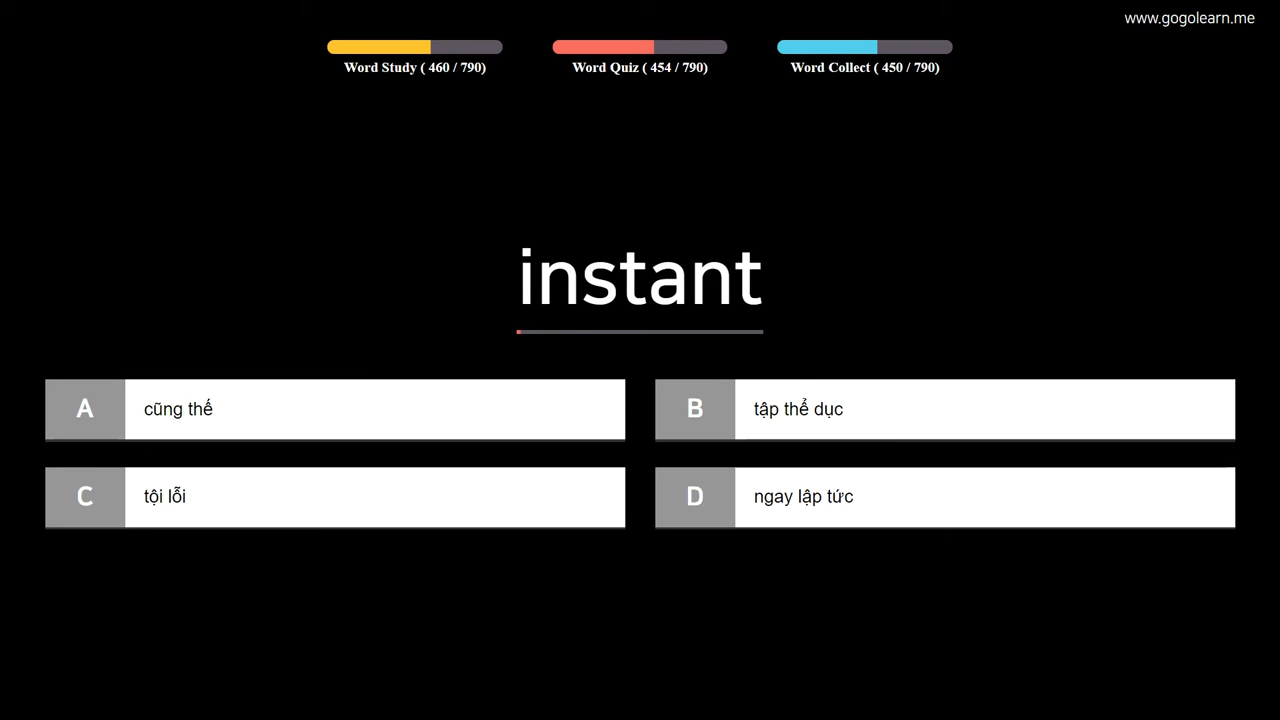 www.gogolearn.me
Word Study ( 460 / 790)
Word Quiz ( 454 / 790)
Word Collect ( 450 / 790)
instant
A
cũng thế
B
tập thể dục
C
tội lỗi
D
ngay lập tức